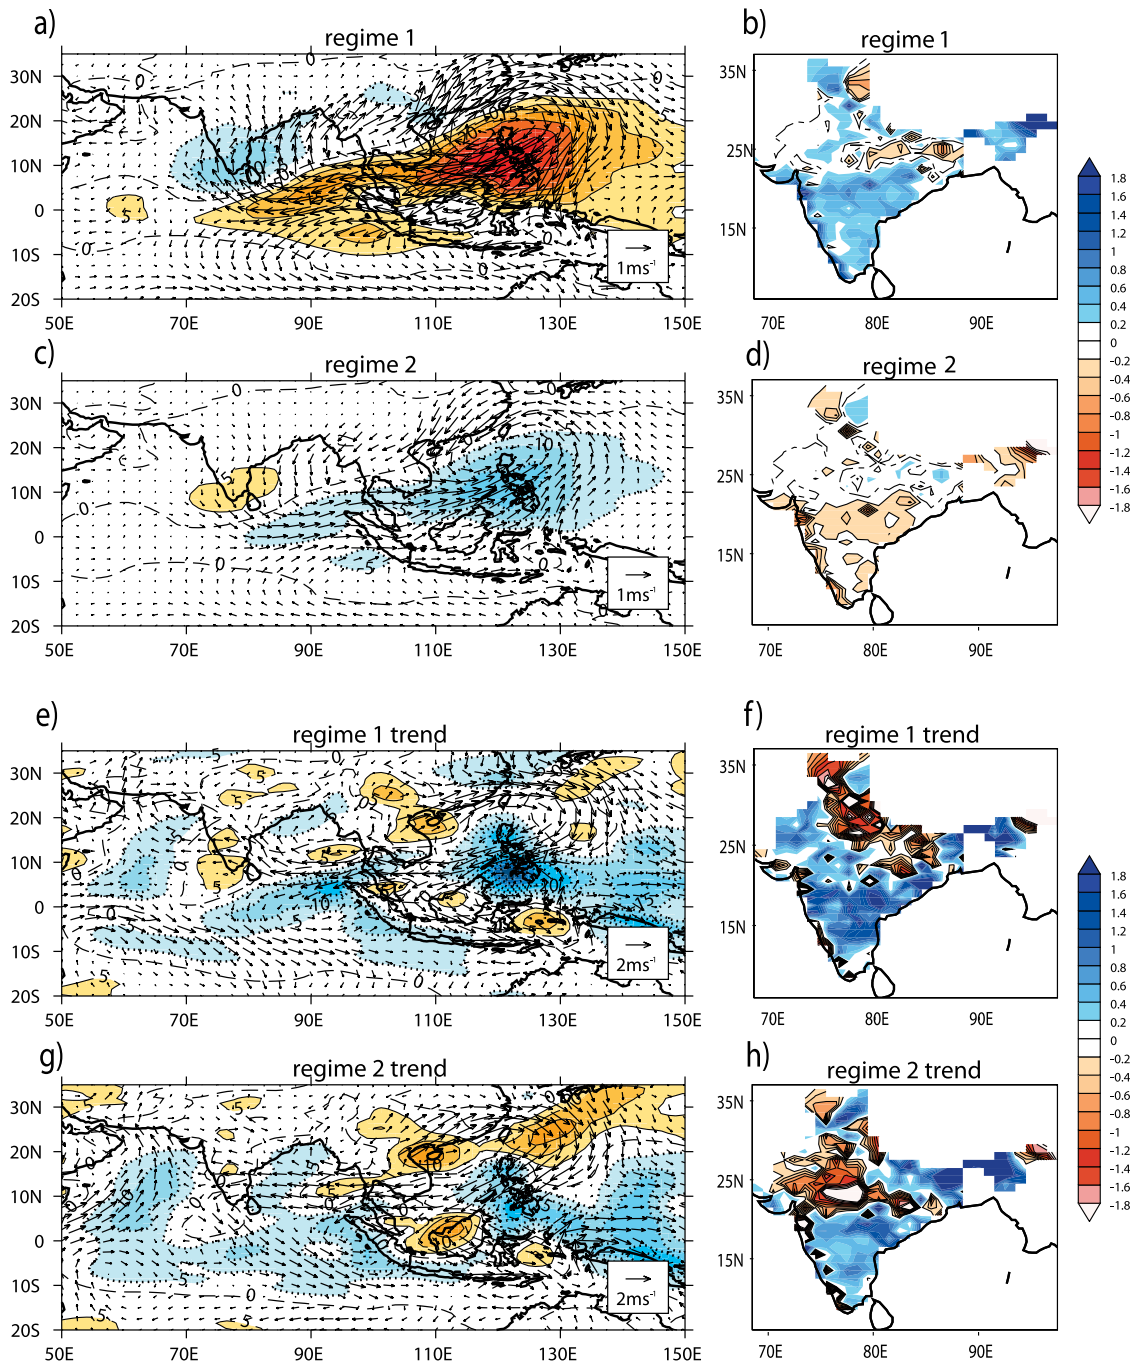 a)
regime 1
30N
20N
10N
0
10S
20S
50E 70E 90E 110E 130E 150E
1ms⁻¹
b)
regime 1
35N
25N
15N
70E 80E 90E
c)
regime 2
30N
20N
10N
0
10S
20S
50E 70E 90E 110E 130E 150E
1ms⁻¹
d)
regime 2
35N
25N
15N
70E 80E 90E
1.8
1.6
1.4
1.2
1
0.8
0.6
0.4
0.2
0
-0.2
-0.4
-0.6
-0.8
-1
-1.2
-1.4
-1.6
-1.8
e)
regime 1 trend
30N
20N
10N
0
10S
20S
50E 70E 90E 110E 130E 150E
2ms⁻¹
f)
regime 1 trend
35N
25N
15N
70E 80E 90E
g)
regime 2 trend
30N
20N
10N
0
10S
20S
50E 70E 90E 110E 130E 150E
2ms⁻¹
h)
regime 2 trend
35N
25N
15N
70E 80E 90E
1.8
1.6
1.4
1.2
1
0.8
0.6
0.4
0.2
0
-0.2
-0.4
-0.6
-0.8
-1
-1.2
-1.4
-1.6
-1.8